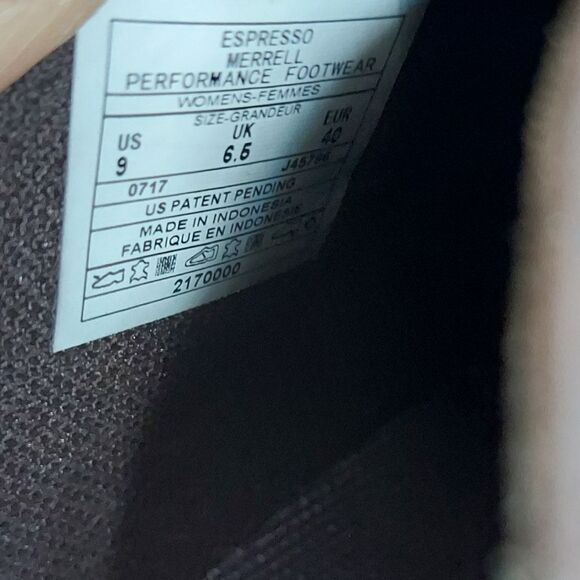 ESPRESSO
MERRELL
PERFORMANCE FOOTWEAR
WOMENS-FEMMES
SIZE-GRANDEUR
US UK EUR
9 6.5 40
0717 J45786
US PATENT PENDING
MADE IN INDONESIA
FABRIQUE EN INDONESIE
2170000